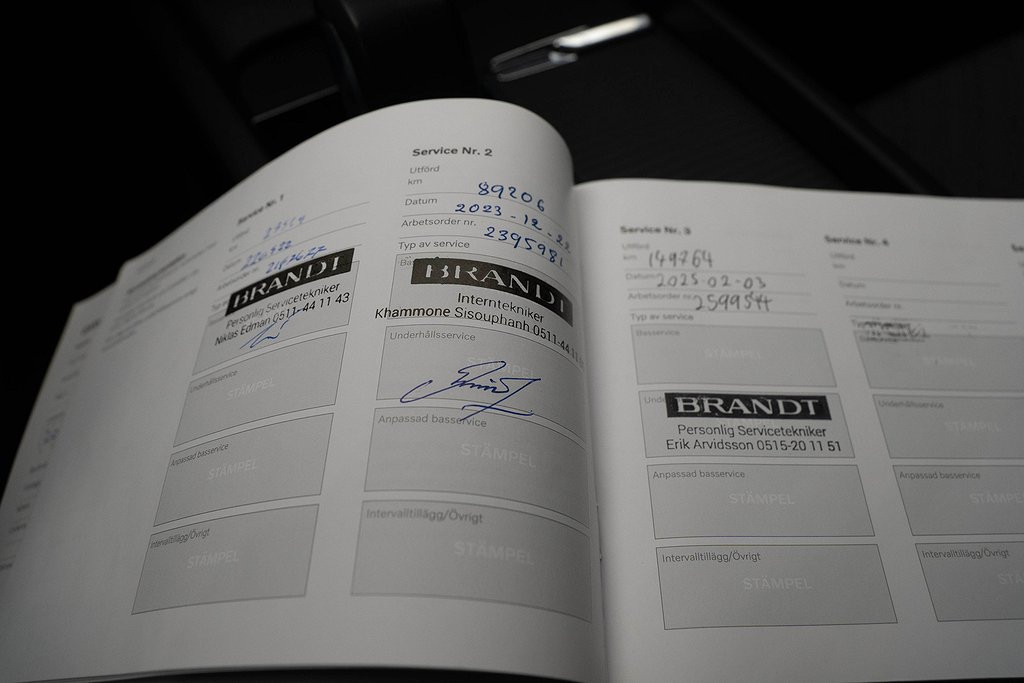 Service Nr. 1
Utförd
km
BRANDT
Personlig Servicetekniker
Niklas Edman 0511-44 11 43
Underhållsservice
STÄMPEL
Anpassad basservice
STÄMPEL
Intervalltillägg/Övrigt
STÄMPEL
Service Nr. 2
Utförd
km 89206
Datum 2023-12-22
Arbetsorder nr. 2395981
Typ av service
BRANDT
Interntekniker
Khammone Sisouphanh 0511-44
Underhållsservice
Anpassad basservice
STÄMPEL
Intervalltillägg/Övrigt
STÄMPEL
Service Nr. 3
Utförd
km 149764
Datum 2025-02-03
Arbetsorder nr. 2599544
Typ av service
Basservice
STÄMPEL
BRANDT
Personlig Servicetekniker
Erik Arvidsson 0515-20 11 51
Anpassad basservice
STÄMPEL
Intervalltillägg/Övrigt
STÄMPEL
Service Nr. 4
Utförd
km
Datum
Arbetsorder nr.
Underhållsservice
STÄMPEL
Anpassad basservice
STÄMPEL
Intervalltillägg/Övrigt